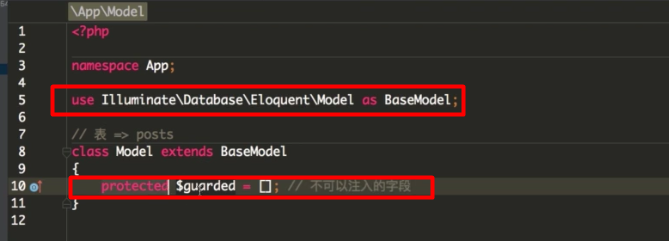 \App\Model
1 <?php
2
3 namespace App;
4
5 use Illuminate\Database\Eloquent\Model as BaseModel;
6
7 // 表 => posts
8 class Model extends BaseModel
9 {
10 protected $guarded = []; // 不可以注入的字段
11 }
12